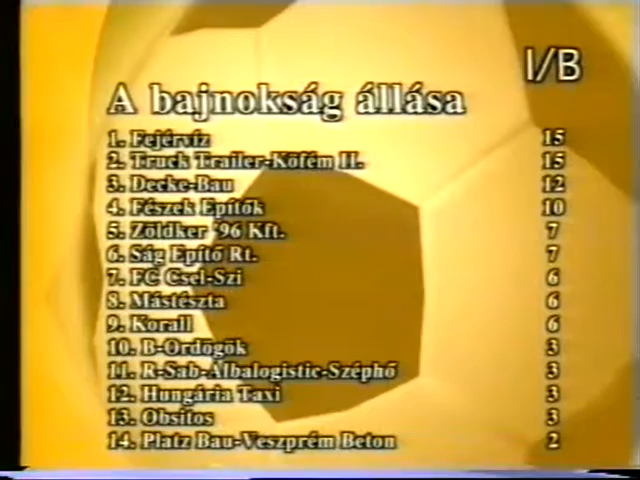 I/B
A bajnokság állása
1. Fejérvíz 15
2. Truck Trailer-Köfém II. 15
3. Decke-Bau 12
4. Fészek Építők 10
5. Zöldker '96 Kft. 7
6. Ság Építő Rt. 7
7. FC Csel-Szi 6
8. Mástészta 6
9. Korall 6
10. B-Ördögök 3
11. R-Sab-Albalogistic-Széphő 3
12. Hungária Taxi 3
13. Obsitos 3
14. Platz Bau-Veszprém Beton 2